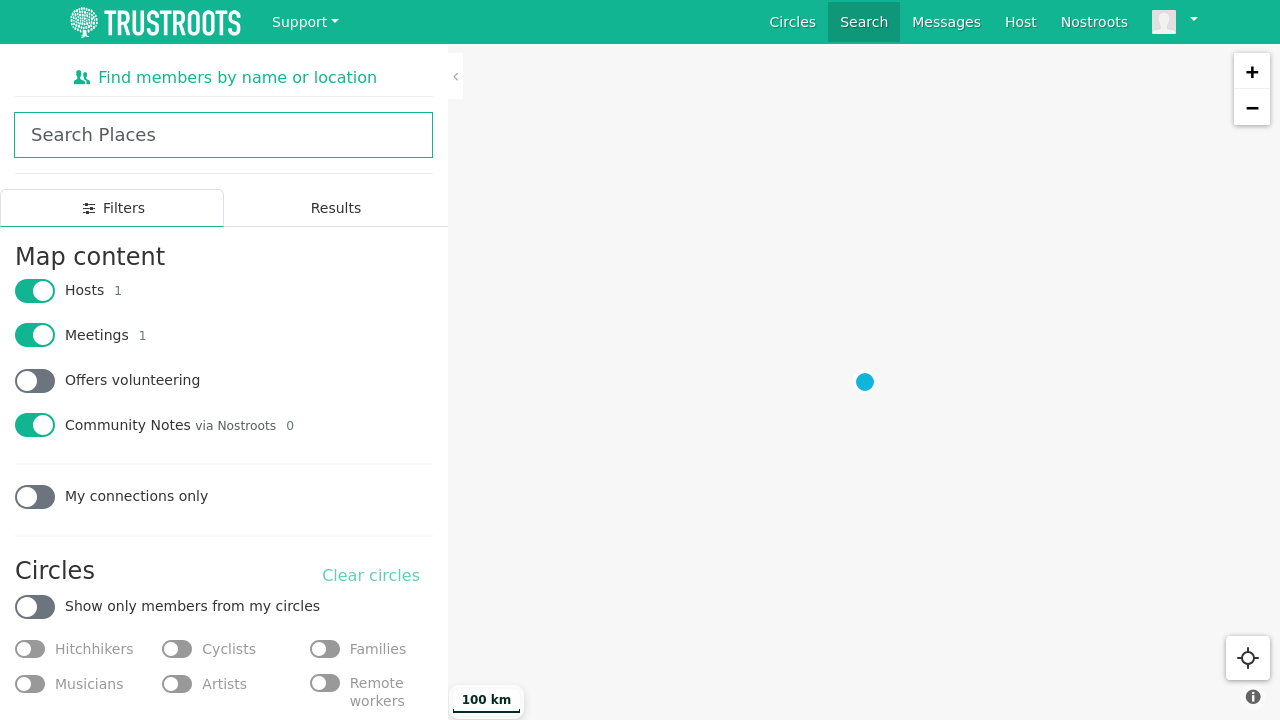 TRUSTROOTS
Support
Circles
Search
Messages
Host
Nostroots
Find members by name or location
Search Places
Filters
Results
Map content
Hosts 1
Meetings 1
Offers volunteering
Community Notes via Nostroots 0
My connections only
Circles
Clear circles
Show only members from my circles
Hitchhikers
Cyclists
Families
Musicians
Artists
Remote
workers
+
−
100 km